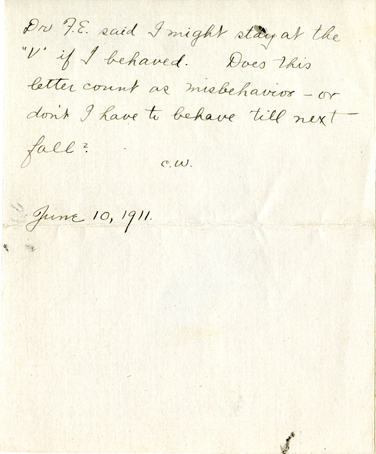 Dr F.E. said I might stay at the
"V" if I behaved. Does this
letter count as misbehavior – or
don't I have to behave till next
fall?
C.W.
June 10, 1911.